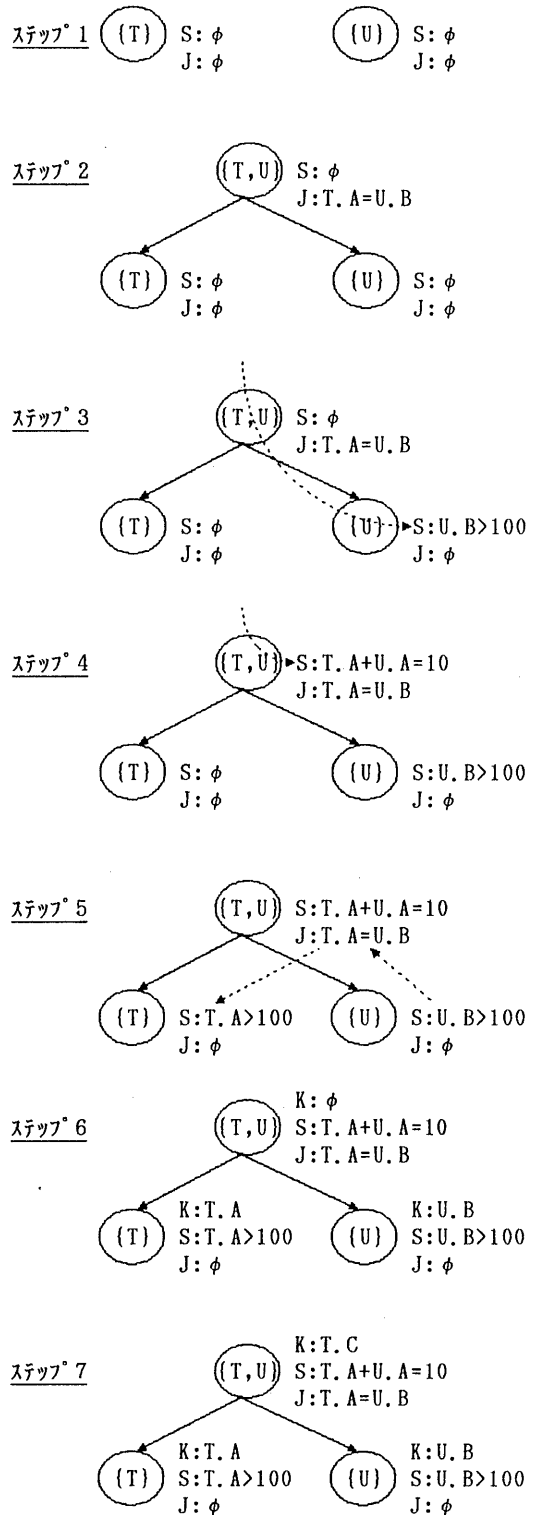 ステップ1 {T} S:φ {U} S:φ
J:φ J:φ
ステップ2 {T,U} S:φ
J:T.A=U.B
{T} S:φ {U} S:φ
J:φ J:φ
ステップ3 {T,U} S:φ
J:T.A=U.B
{T} S:φ {U} S:U.B>100
J:φ J:φ
ステップ4 {T,U} S:T.A+U.A=10
J:T.A=U.B
{T} S:φ {U} S:U.B>100
J:φ J:φ
ステップ5 {T,U} S:T.A+U.A=10
J:T.A=U.B
{T} S:T.A>100 {U} S:U.B>100
J:φ J:φ
K:φ
ステップ6 {T,U} S:T.A+U.A=10
J:T.A=U.B
K:T.A K:U.B
{T} S:T.A>100 {U} S:U.B>100
J:φ J:φ
K:T.C
ステップ7 {T,U} S:T.A+U.A=10
J:T.A=U.B
K:T.A K:U.B
{T} S:T.A>100 {U} S:U.B>100
J:φ J:φ